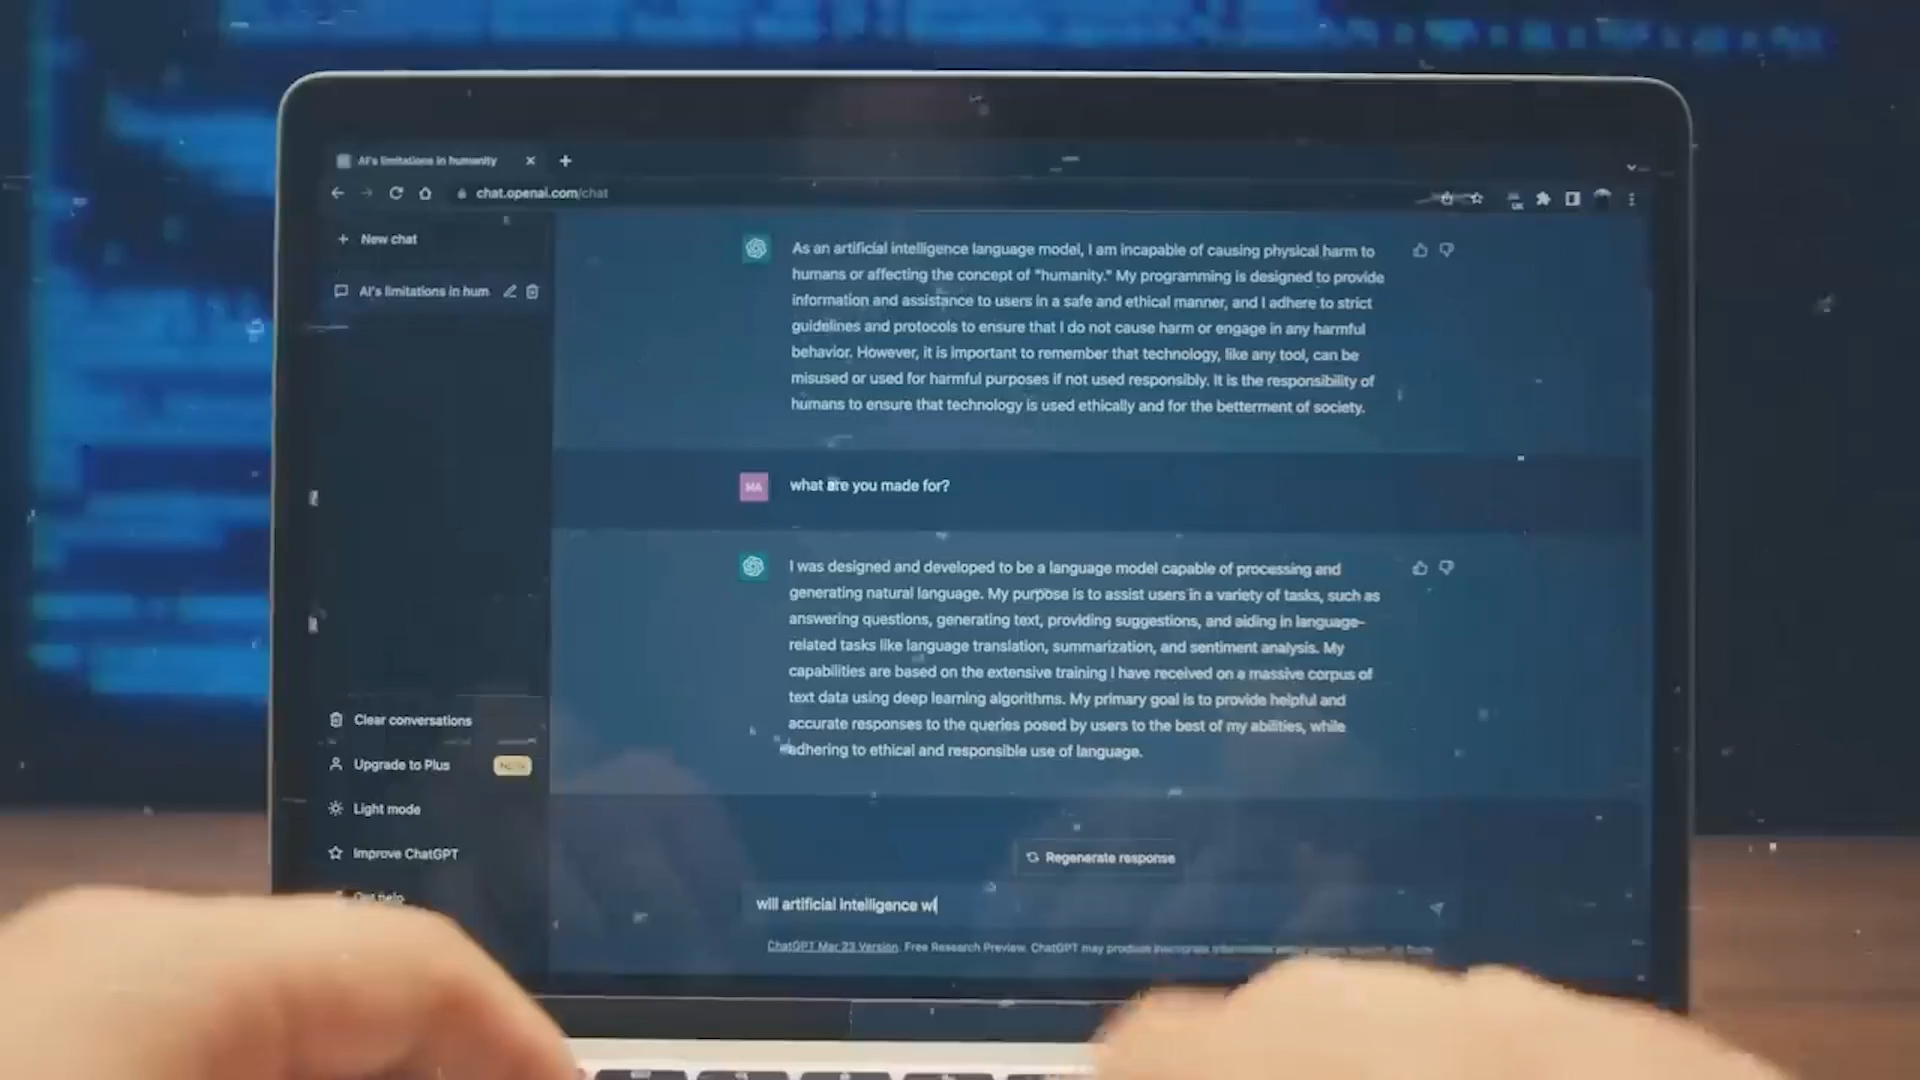 AI's limitations in humanity
chat.openai.com/chat
New chat
AI's limitations in hum
As an artificial intelligence language model, I am incapable of causing physical harm to
humans or affecting the concept of "humanity." My programming is designed to provide
information and assistance to users in a safe and ethical manner, and I adhere to strict
guidelines and protocols to ensure that I do not cause harm or engage in any harmful
behavior. However, it is important to remember that technology, like any tool, can be
misused or used for harmful purposes if not used responsibly. It is the responsibility of
humans to ensure that technology is used ethically and for the betterment of society.
MA
what are you made for?
I was designed and developed to be a language model capable of processing and
generating natural language. My purpose is to assist users in a variety of tasks, such as
answering questions, generating text, providing suggestions, and aiding in language-
related tasks like language translation, summarization, and sentiment analysis. My
capabilities are based on the extensive training I have received on a massive corpus of
text data using deep learning algorithms. My primary goal is to provide helpful and
accurate responses to the queries posed by users to the best of my abilities, while
adhering to ethical and responsible use of language.
Clear conversations
Upgrade to Plus
Light mode
Improve ChatGPT
Get help
Regenerate response
will artificial intelligence w
ChatGPT Mar 23 Version. Free Research Preview. ChatGPT may produce